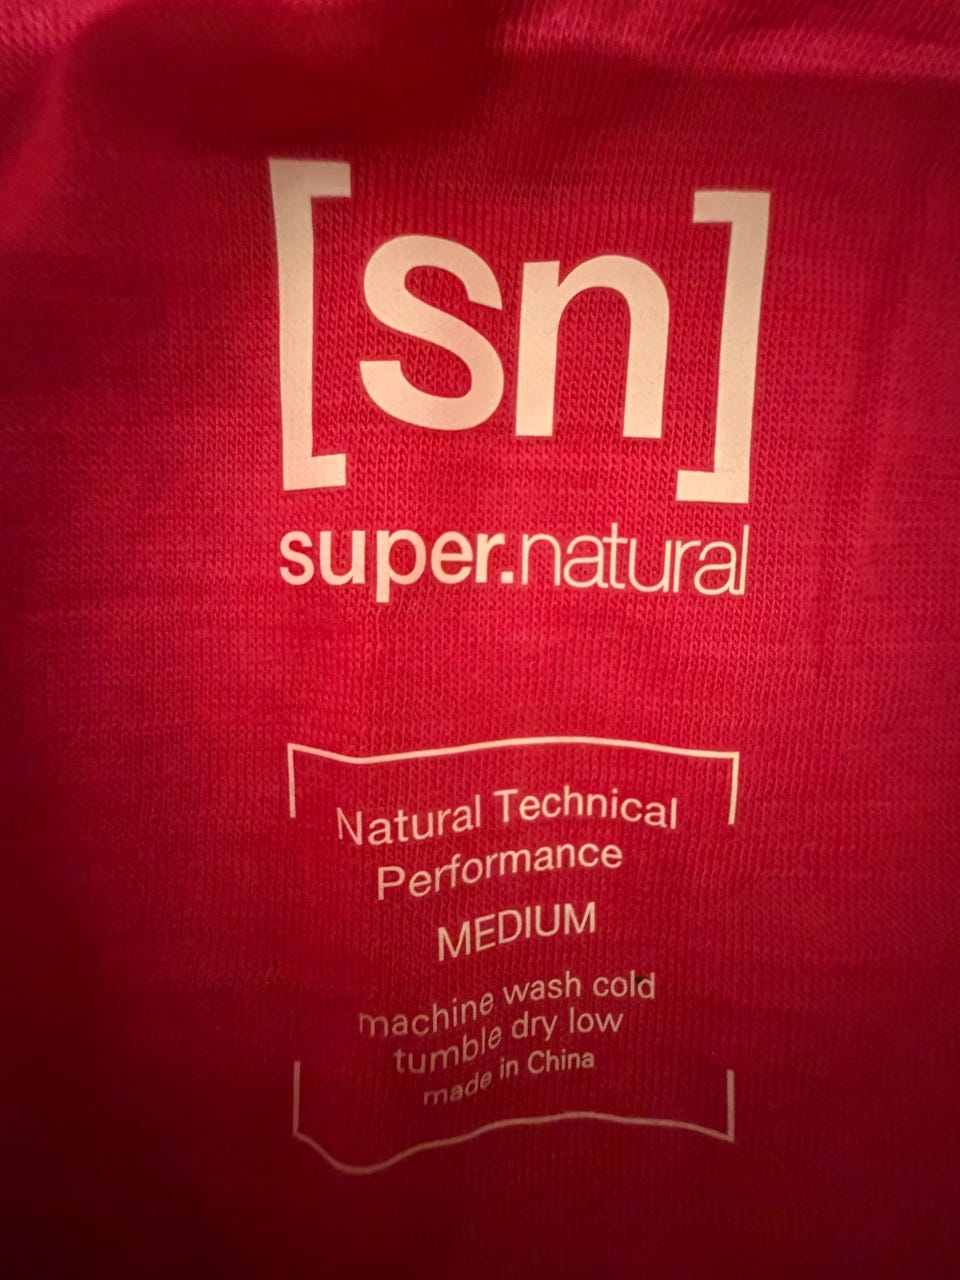 [sn]
super.natural
Natural Technical
Performance
MEDIUM
machine wash cold
tumble dry low
made in China